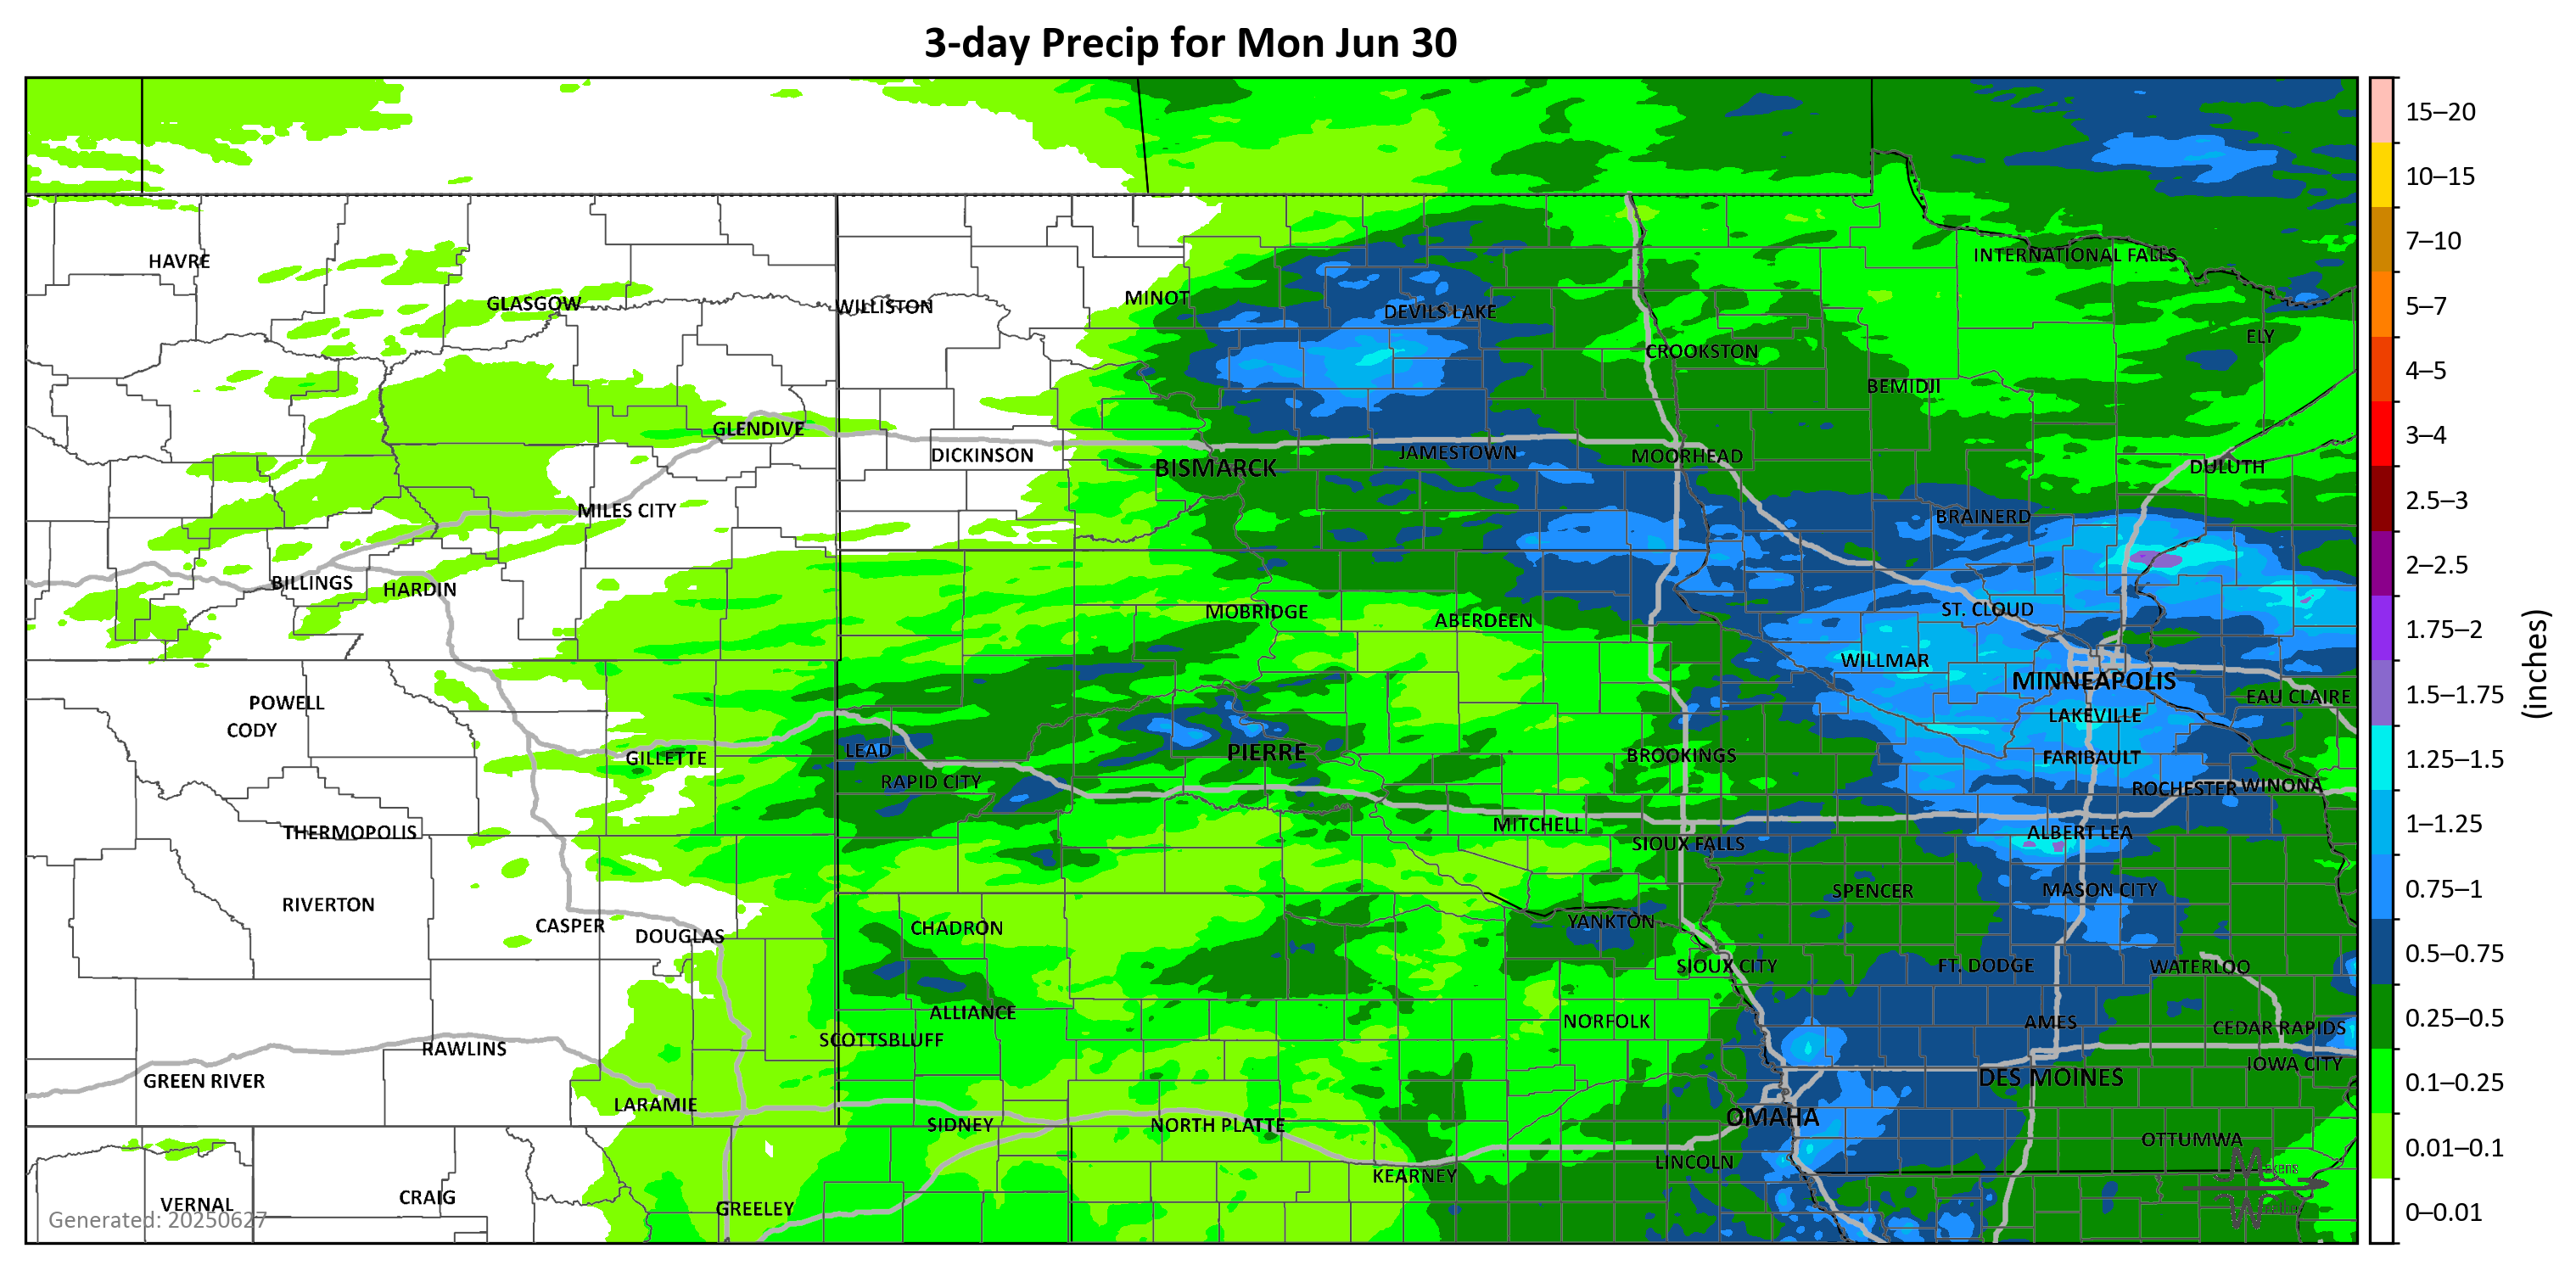 3-day Precip for Mon Jun 30
15–20
10–15
7–10
5–7
4–5
3–4
2.5–3
2–2.5
1.75–2
1.5–1.75
1.25–1.5
1–1.25
0.75–1
0.5–0.75
0.25–0.5
0.1–0.25
0.01–0.1
0–0.01
(inches)
HAVRE
INTERNATIONAL FALLS
GLASGOW
WILLISTON
MINOT
DEVILS LAKE
ELY
CROOKSTON
BEMIDJI
GLENDIVE
DICKINSON
BISMARCK
JAMESTOWN
MOORHEAD
DULUTH
MILES CITY
BRAINERD
BILLINGS
HARDIN
MOBRIDGE
ABERDEEN
ST. CLOUD
WILLMAR
MINNEAPOLIS
POWELL
EAU CLAIRE
CODY
LAKEVILLE
GILLETTE
LEAD
PIERRE
BROOKINGS
FARIBAULT
RAPID CITY
ROCHESTER
WINONA
THERMOPOLIS
MITCHELL
ALBERT LEA
SIOUX FALLS
SPENCER
MASON CITY
RIVERTON
CASPER
DOUGLAS
CHADRON
YANKTON
SIOUX CITY
FT. DODGE
WATERLOO
ALLIANCE
NORFOLK
AMES
CEDAR RAPIDS
RAWLINS
SCOTTSBLUFF
IOWA CITY
GREEN RIVER
DES MOINES
LARAMIE
SIDNEY
NORTH PLATTE
OMAHA
OTTUMWA
LINCOLN
KEARNEY
VERNAL
CRAIG
GREELEY
Generated: 20250627